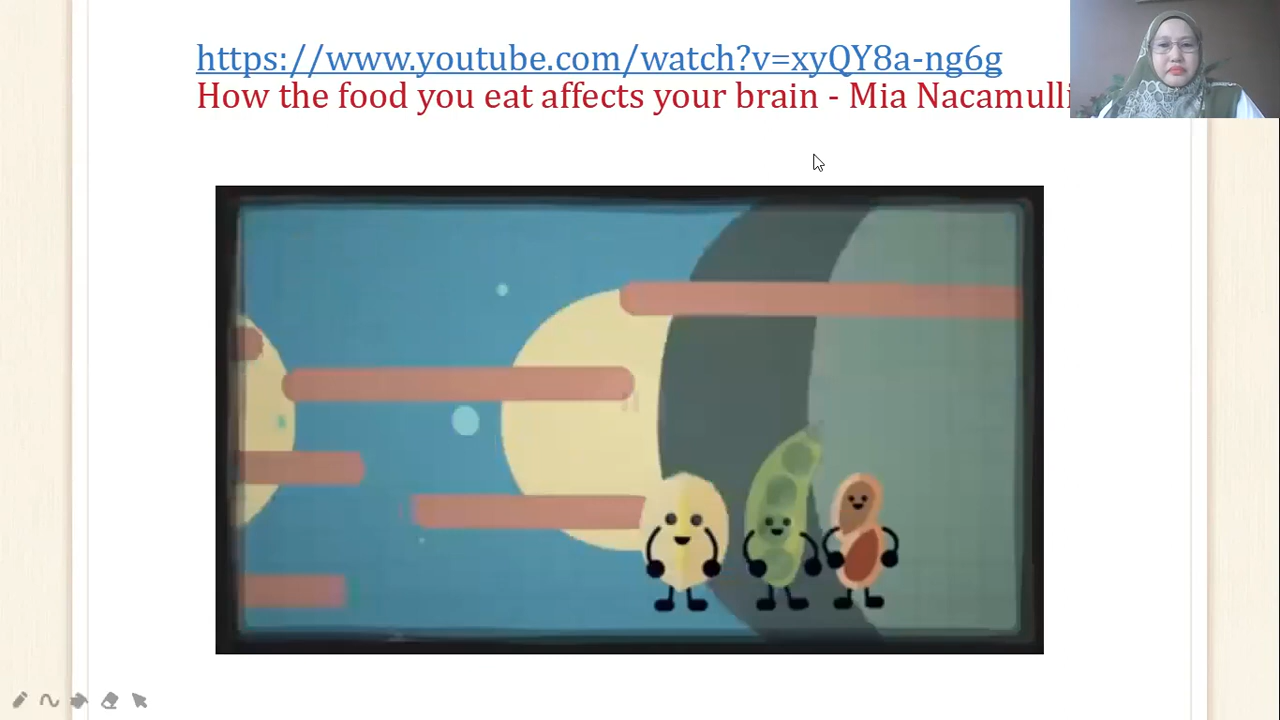 https://www.youtube.com/watch?v=xyQY8a-ng6g
How the food you eat affects your brain - Mia Nacamulli